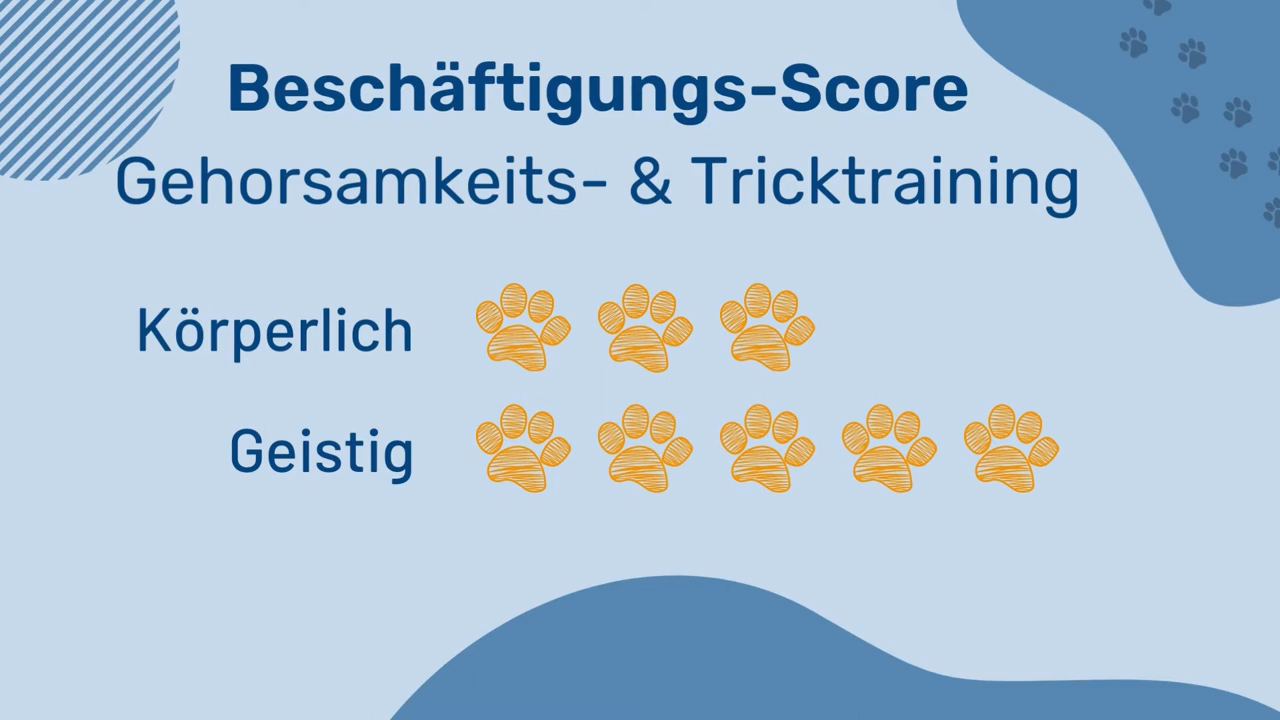 Beschäftigungs-Score
Gehorsamkeits- & Tricktraining
Körperlich
Geistig